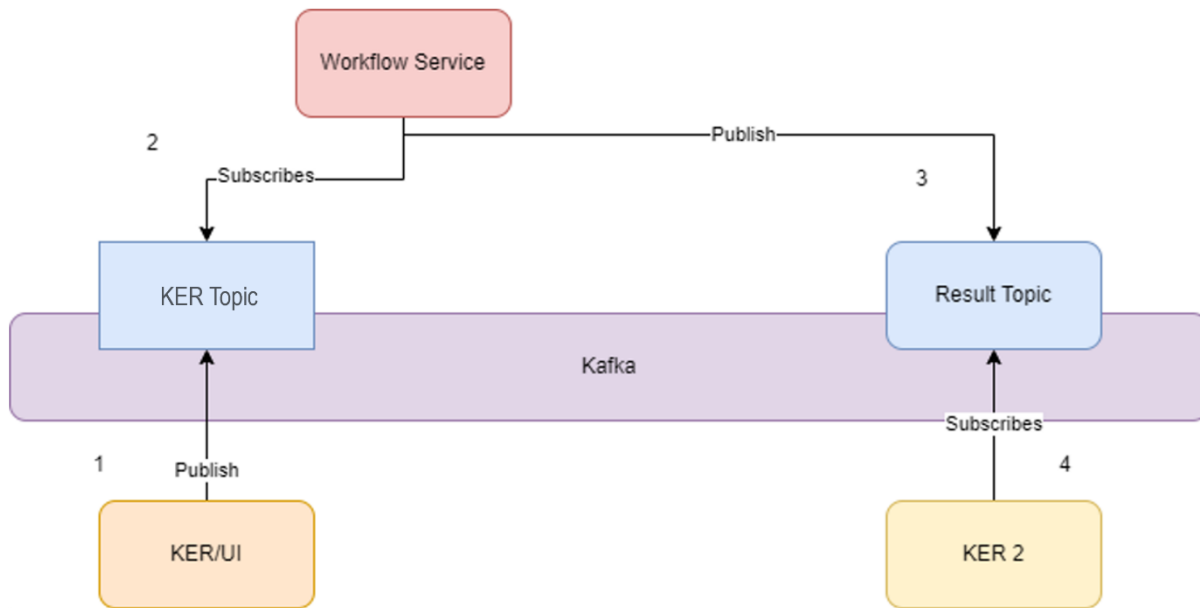 Workflow Service
2
Publish
Subscribes
3
KER Topic
Result Topic
Kafka
Subscribes
1
Publish
4
KER/UI
KER 2